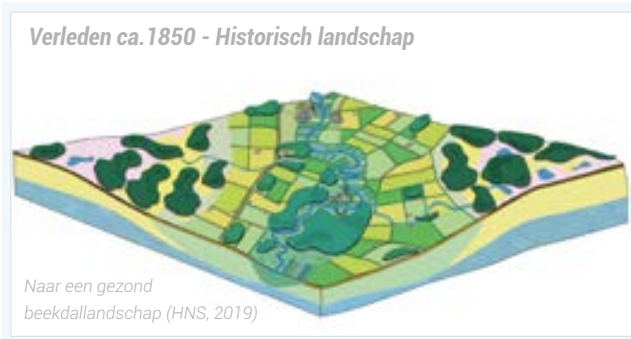 Verleden ca.1850 - Historisch landschap
Naar een gezond
beekdallandschap (HNS, 2019)